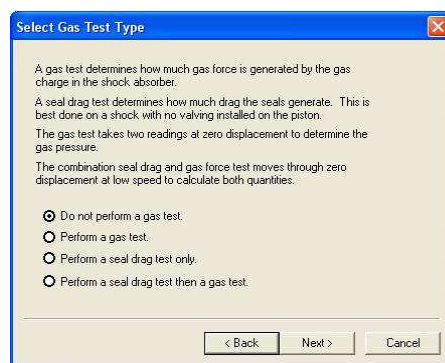 Select Gas Test Type
A gas test determines how much gas force is generated by the gas
charge in the shock absorber.
A seal drag test determines how much drag the seals generate. This is
best done on a shock with no valving installed on the piston.
The gas test takes two readings at zero displacement to determine the
gas pressure.
The combination seal drag and gas force test moves through zero
displacement at low speed to calculate both quantities.
Do not perform a gas test.
Perform a gas test.
Perform a seal drag test only.
Perform a seal drag test then a gas test.
< Back Next > Cancel